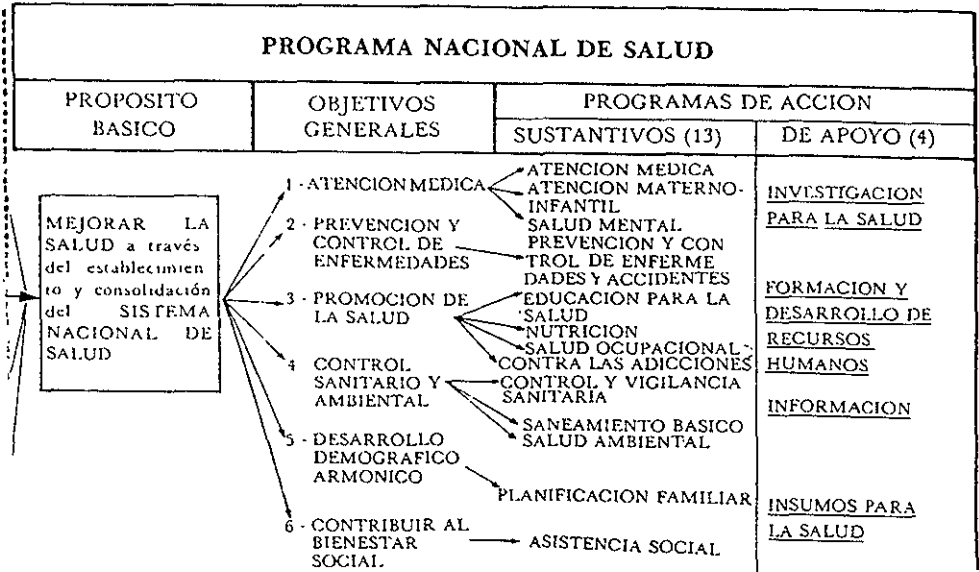 PROGRAMA NACIONAL DE SALUD
PROPOSITO
BASICO
OBJETIVOS
GENERALES
PROGRAMAS DE ACCION
SUSTANTIVOS (13)
DE APOYO (4)
MEJORAR LA
SALUD a través
del establecimien
to y consolidación
del SISTEMA
NACIONAL DE
SALUD
1 - ATENCION MEDICA
2 - PREVENCION Y
CONTROL DE
ENFERMEDADES
3 - PROMOCION DE
LA SALUD
4 CONTROL
SANITARIO Y
AMBIENTAL
5 - DESARROLLO
DEMOGRAFICO
ARMONICO
6 - CONTRIBUIR AL
BIENESTAR
SOCIAL
ATENCION MEDICA
ATENCION MATERNO-
INFANTIL
SALUD MENTAL
PREVENCION Y CON
TROL DE ENFERME
DADES Y ACCIDENTES
EDUCACION PARA LA
SALUD
NUTRICION
SALUD OCUPACIONAL
CONTRA LAS ADICCIONES
CONTROL Y VIGILANCIA
SANITARIA
SANEAMIENTO BASICO
SALUD AMBIENTAL
PLANIFICACION FAMILIAR
ASISTENCIA SOCIAL
INVESTIGACION
PARA LA SALUD
FORMACION Y
DESARROLLO DE
RECURSOS
HUMANOS
INFORMACION
INSUMOS PARA
LA SALUD